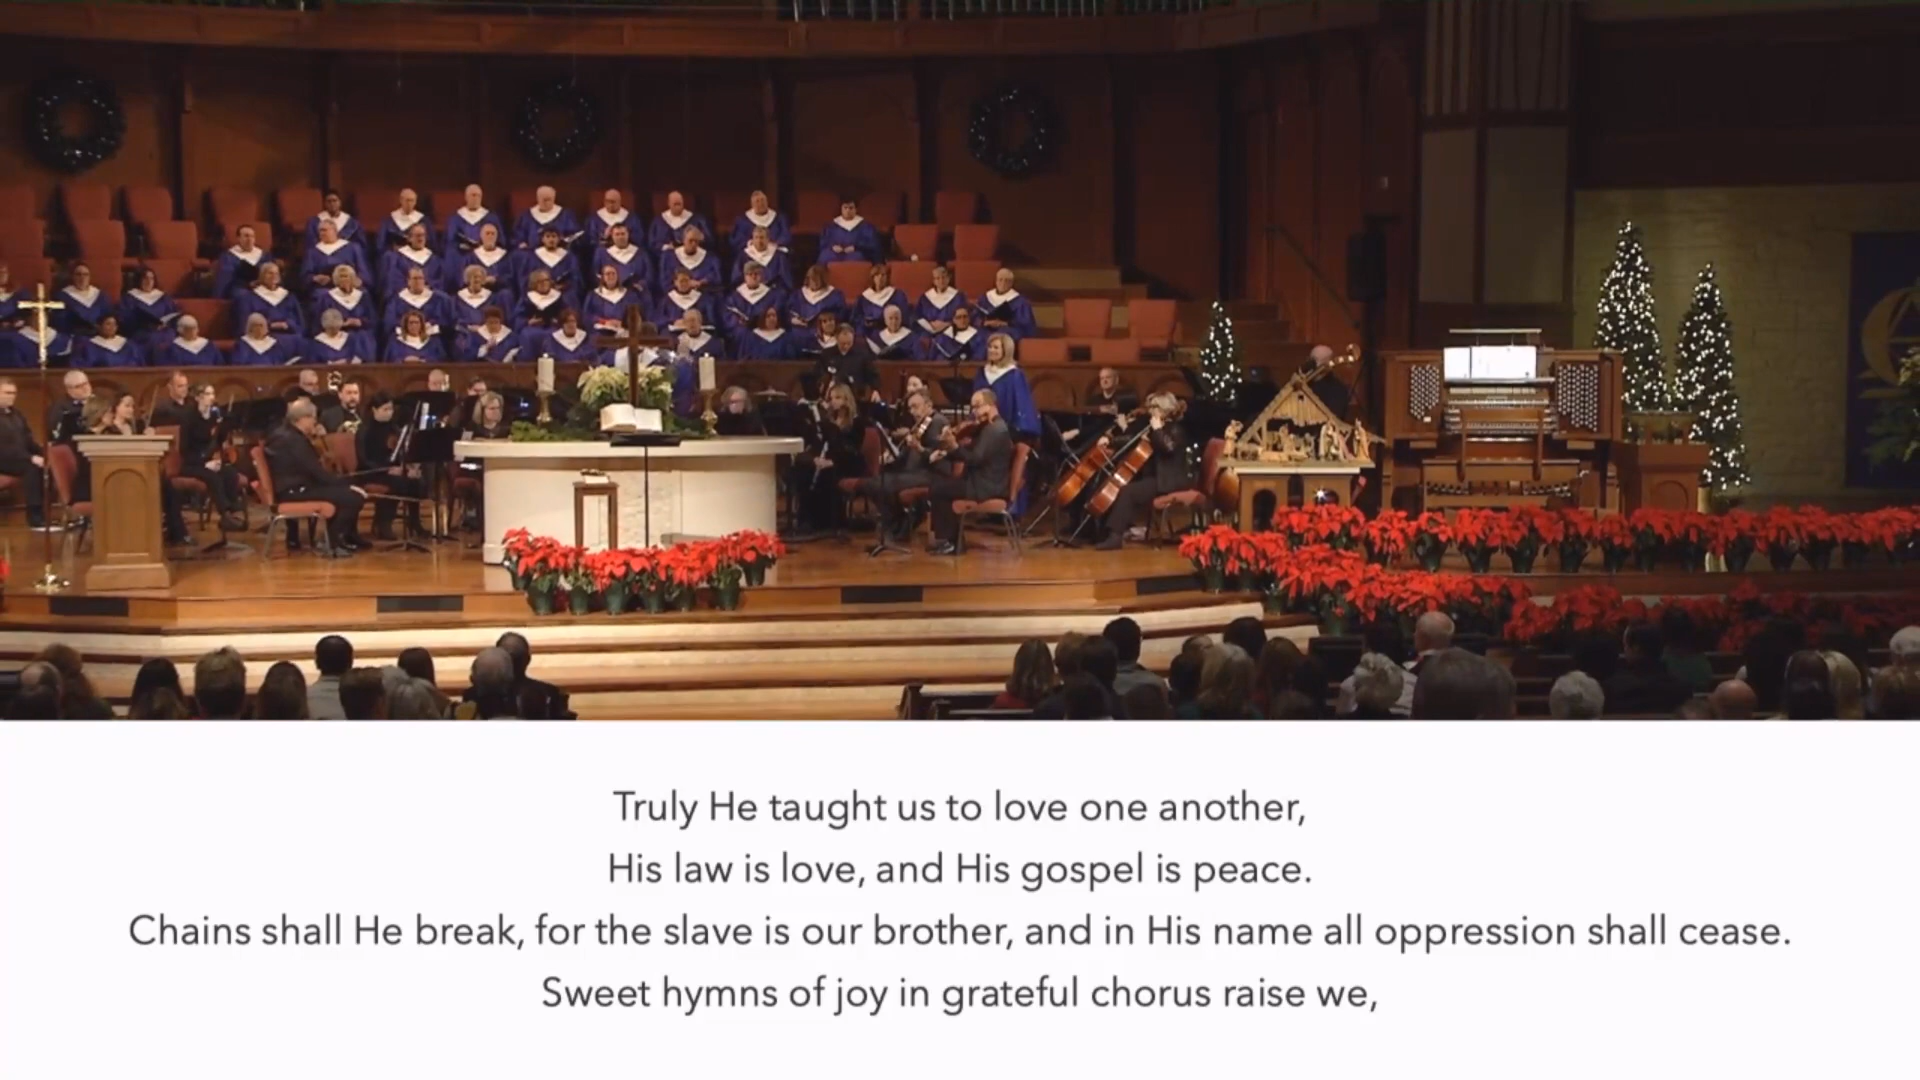 Truly He taught us to love one another,
His law is love, and His gospel is peace.
Chains shall He break, for the slave is our brother, and in His name all oppression shall cease.
Sweet hymns of joy in grateful chorus raise we,